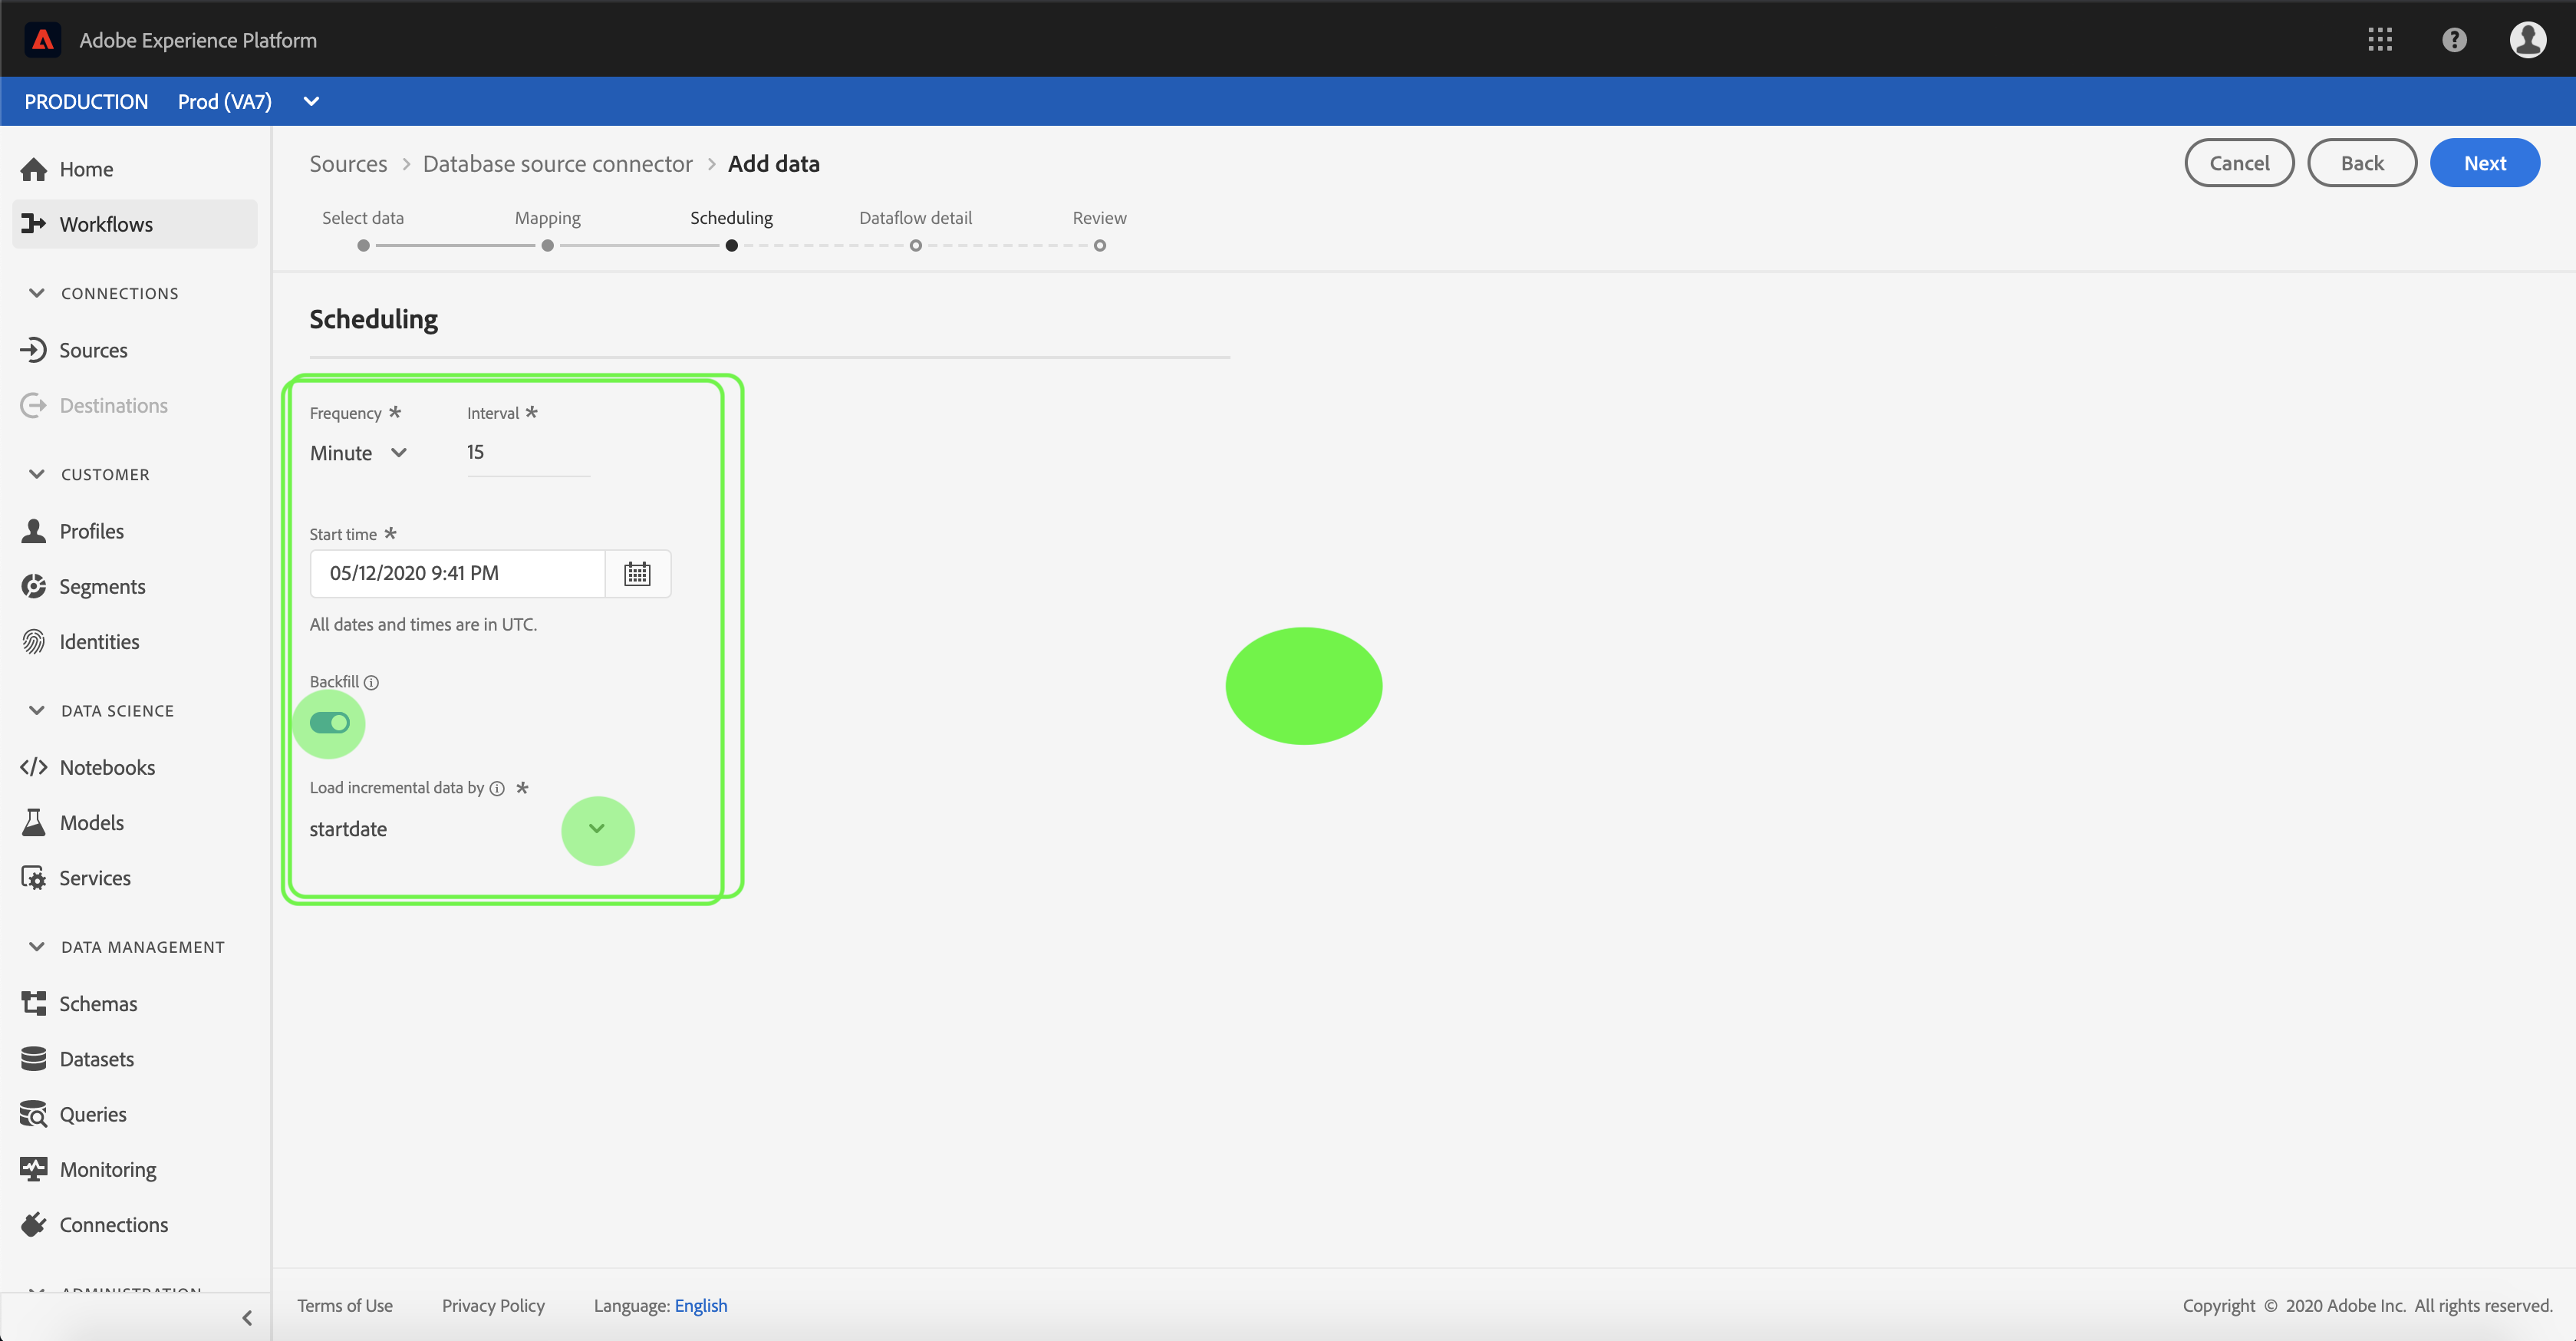 Adobe Experience Platform
PRODUCTION Prod (VA7)
Home
Workflows
CONNECTIONS
Sources
Destinations
CUSTOMER
Profiles
Segments
Identities
DATA SCIENCE
Notebooks
Models
Services
DATA MANAGEMENT
Schemas
Datasets
Queries
Monitoring
Connections
ADMINISTRATION
Sources > Database source connector > Add data
Cancel Back Next
Select data Mapping Scheduling Dataflow detail Review
Scheduling
Frequency * Interval *
Minute 15
Start time *
05/12/2020 9:41 PM
All dates and times are in UTC.
Backfill
Load incremental data by *
startdate
Terms of Use Privacy Policy Language: English
Copyright © 2020 Adobe Inc. All rights reserved.